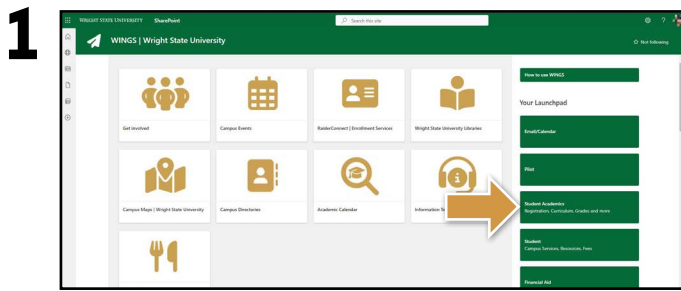 1
WRIGHT STATE UNIVERSITY SharePoint
Search this site
?
WINGS | Wright State University
Not following
How to use WINGS
Your Launchpad
Get Involved
Campus Events
RaiderConnect | Enrollment Services
Wright State University Libraries
Email/Calendar
Pilot
Campus Maps | Wright State University
Campus Directories
Academic Calendar
Information
Student Academics
Registration, Curriculum, Grades and more
Student
Campus Services, Resources, Fees
Financial Aid